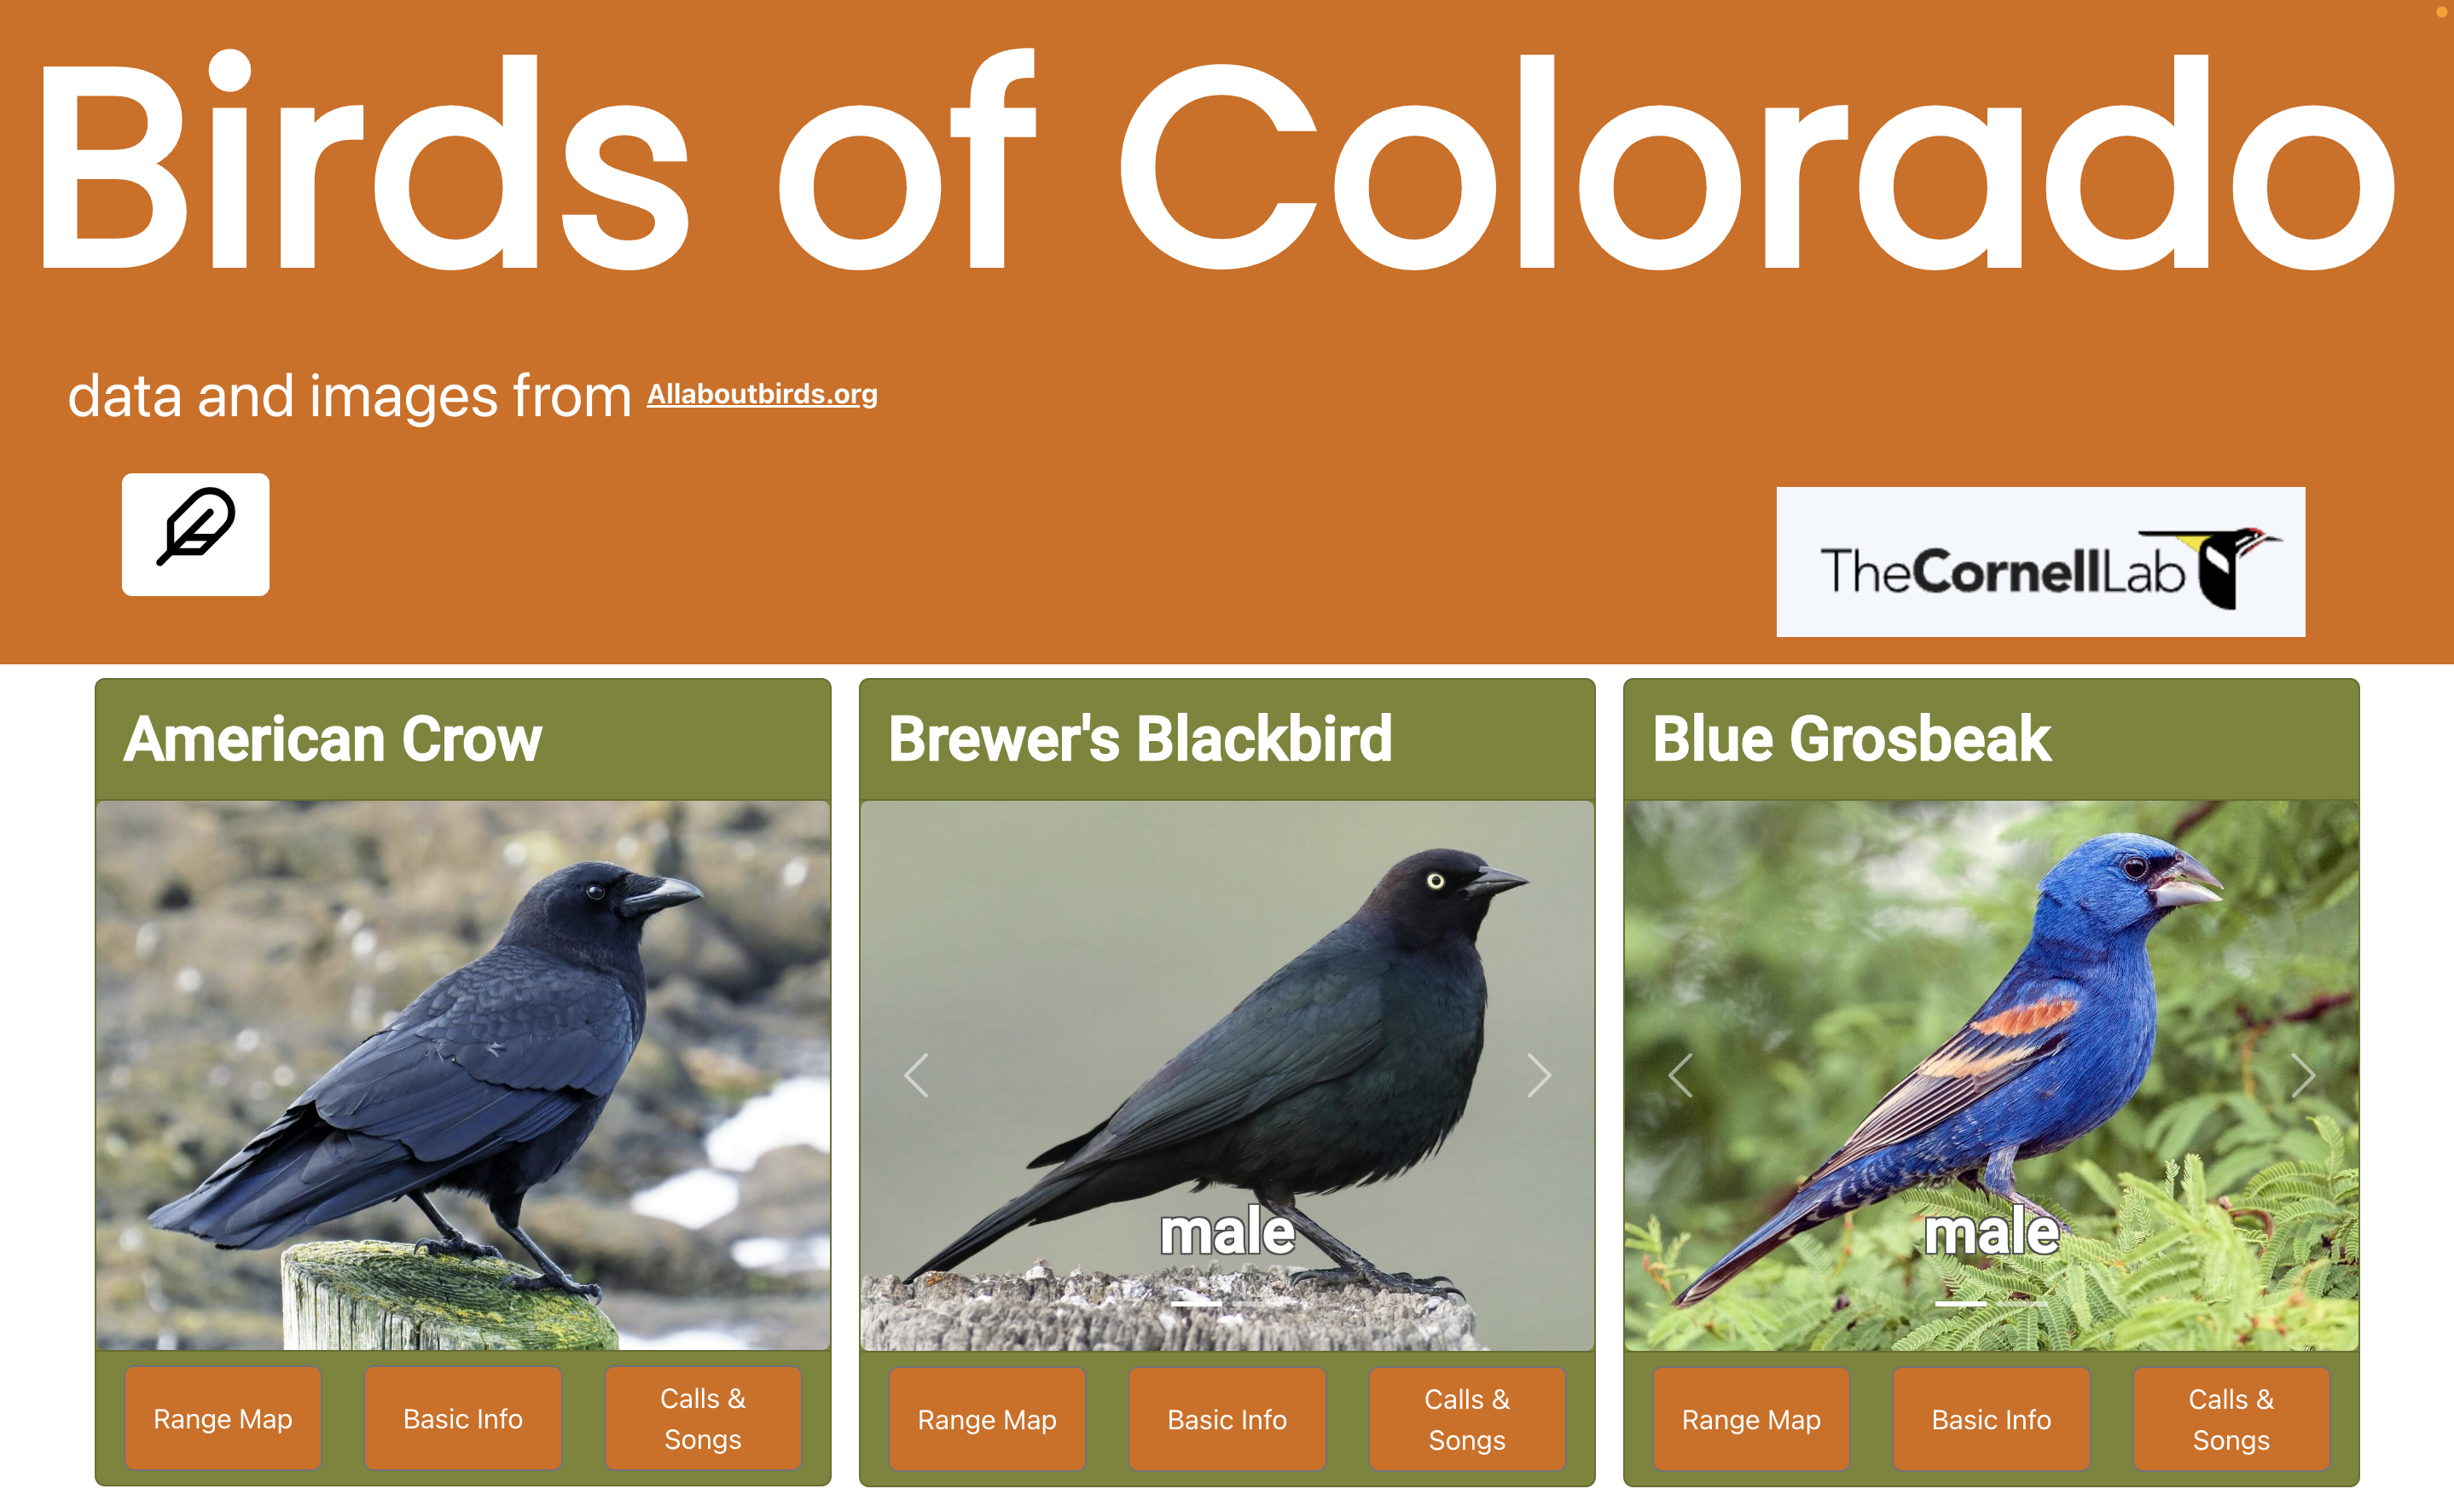 Birds of Colorado
data and images from Allaboutbirds.org
TheCornellLab
American Crow
Brewer's Blackbird
Blue Grosbeak
male
male
Range Map
Basic Info
Calls &
Songs
Range Map
Basic Info
Calls &
Songs
Range Map
Basic Info
Calls &
Songs